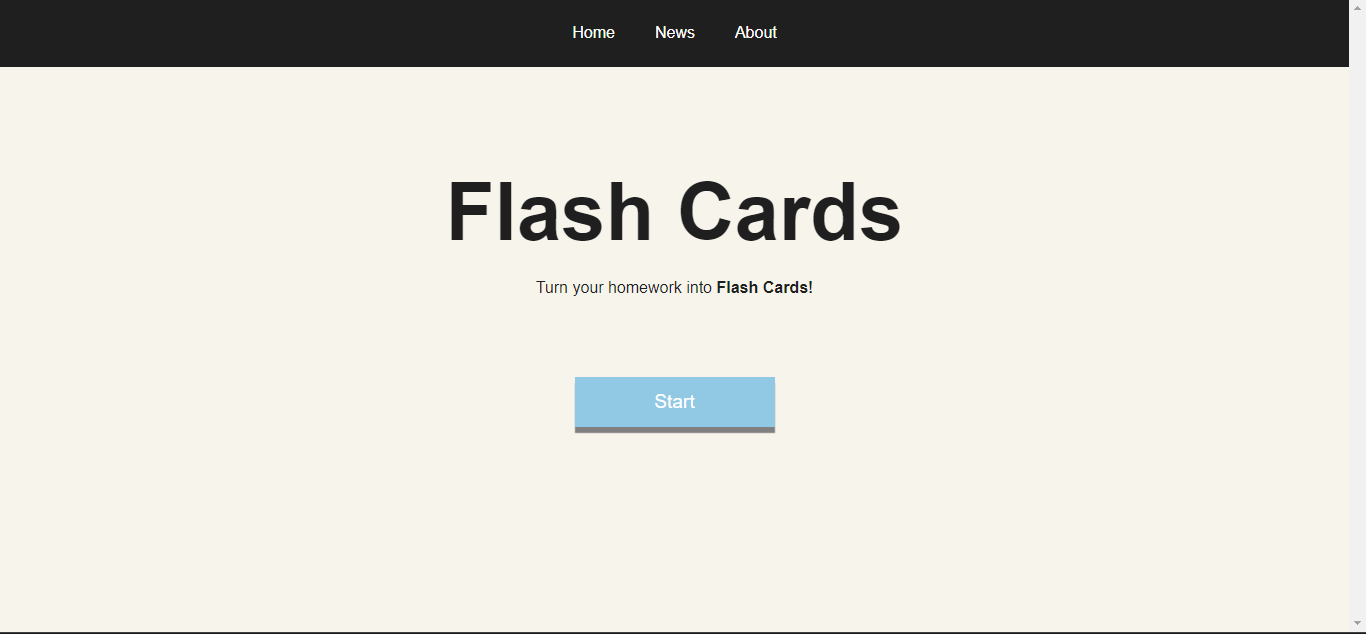 Home News About
Flash Cards
Turn your homework into Flash Cards!
Start